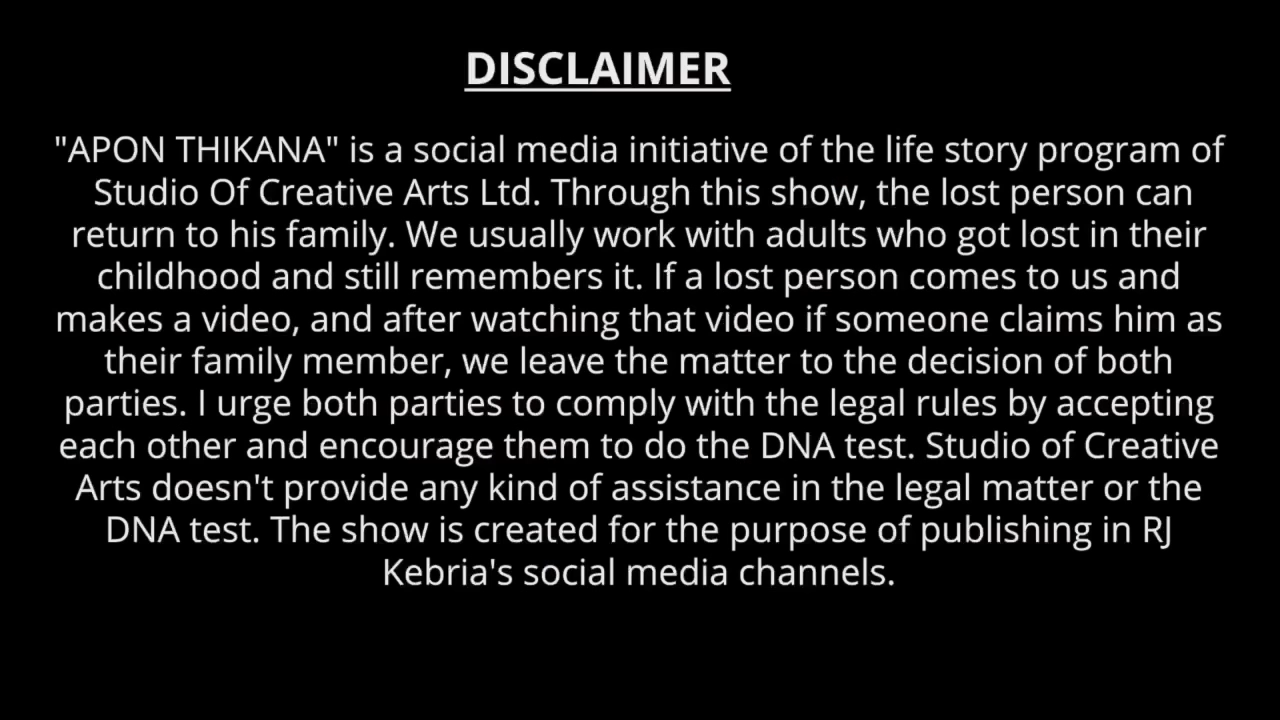 DISCLAIMER
"APON THIKANA" is a social media initiative of the life story program of
Studio Of Creative Arts Ltd. Through this show, the lost person can
return to his family. We usually work with adults who got lost in their
childhood and still remembers it. If a lost person comes to us and
makes a video, and after watching that video if someone claims him as
their family member, we leave the matter to the decision of both
parties. I urge both parties to comply with the legal rules by accepting
each other and encourage them to do the DNA test. Studio of Creative
Arts doesn't provide any kind of assistance in the legal matter or the
DNA test. The show is created for the purpose of publishing in RJ
Kebria's social media channels.